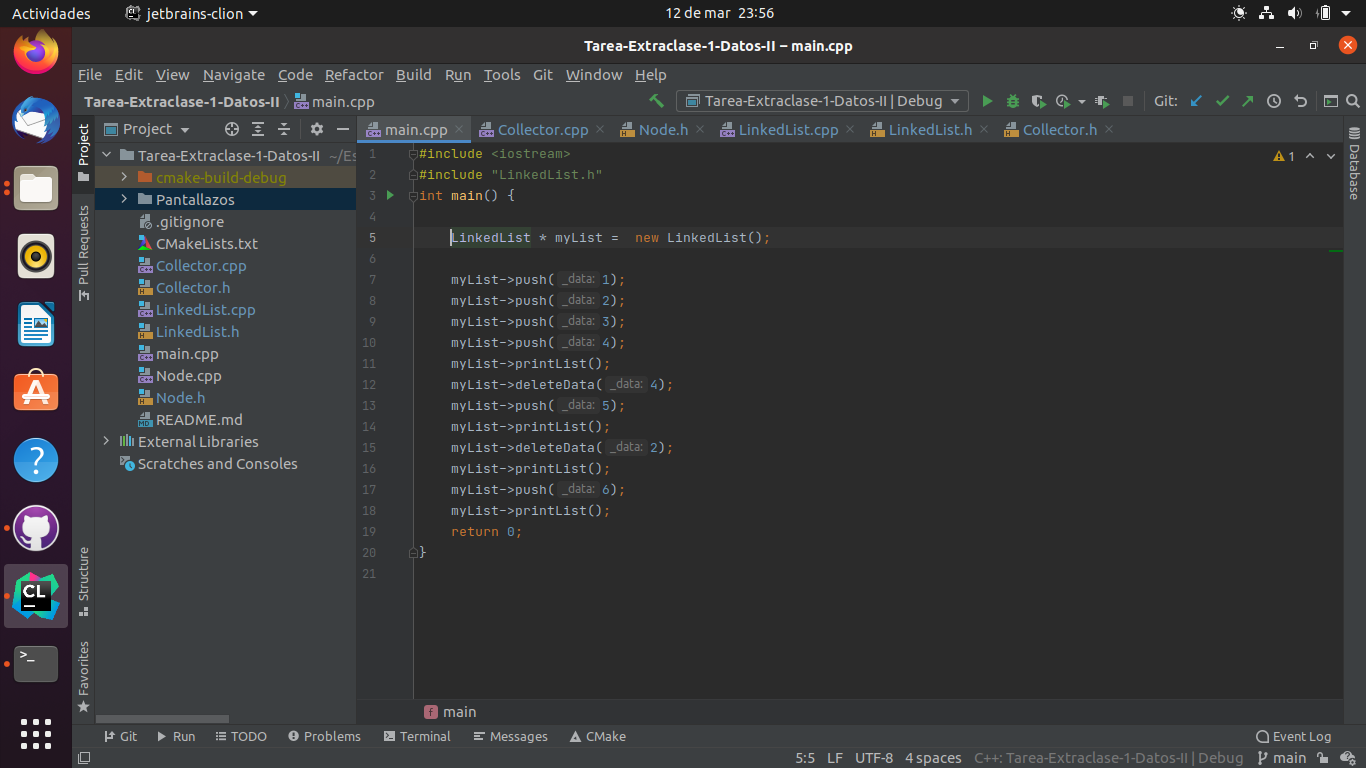 Actividades jetbrains-clion 12 de mar 23:56
Tarea-Extraclase-1-Datos-II – main.cpp
File Edit View Navigate Code Refactor Build Run Tools Git Window Help
Tarea-Extraclase-1-Datos-II main.cpp Tarea-Extraclase-1-Datos-II | Debug Git:
Project
Pull Requests
Structure
Favorites
Project
Tarea-Extraclase-1-Datos-II ~/Es
cmake-build-debug
Pantallazos
.gitignore
CMakeLists.txt
Collector.cpp
Collector.h
LinkedList.cpp
LinkedList.h
main.cpp
Node.cpp
Node.h
README.md
External Libraries
Scratches and Consoles
main.cpp Collector.cpp Node.h LinkedList.cpp LinkedList.h Collector.h
1 #include <iostream>
2 #include "LinkedList.h"
3 int main() {
4
5 LinkedList * myList =  new LinkedList();
6
7 myList->push( _data: 1);
8 myList->push( _data: 2);
9 myList->push( _data: 3);
10 myList->push( _data: 4);
11 myList->printList();
12 myList->deleteData( _data: 4);
13 myList->push( _data: 5);
14 myList->printList();
15 myList->deleteData( _data: 2);
16 myList->printList();
17 myList->push( _data: 6);
18 myList->printList();
19 return 0;
20 }
21
1
Database
f main
Git Run TODO Problems Terminal Messages CMake Event Log
5:5 LF UTF-8 4 spaces C++: Tarea-Extraclase-1-Datos-II | Debug main